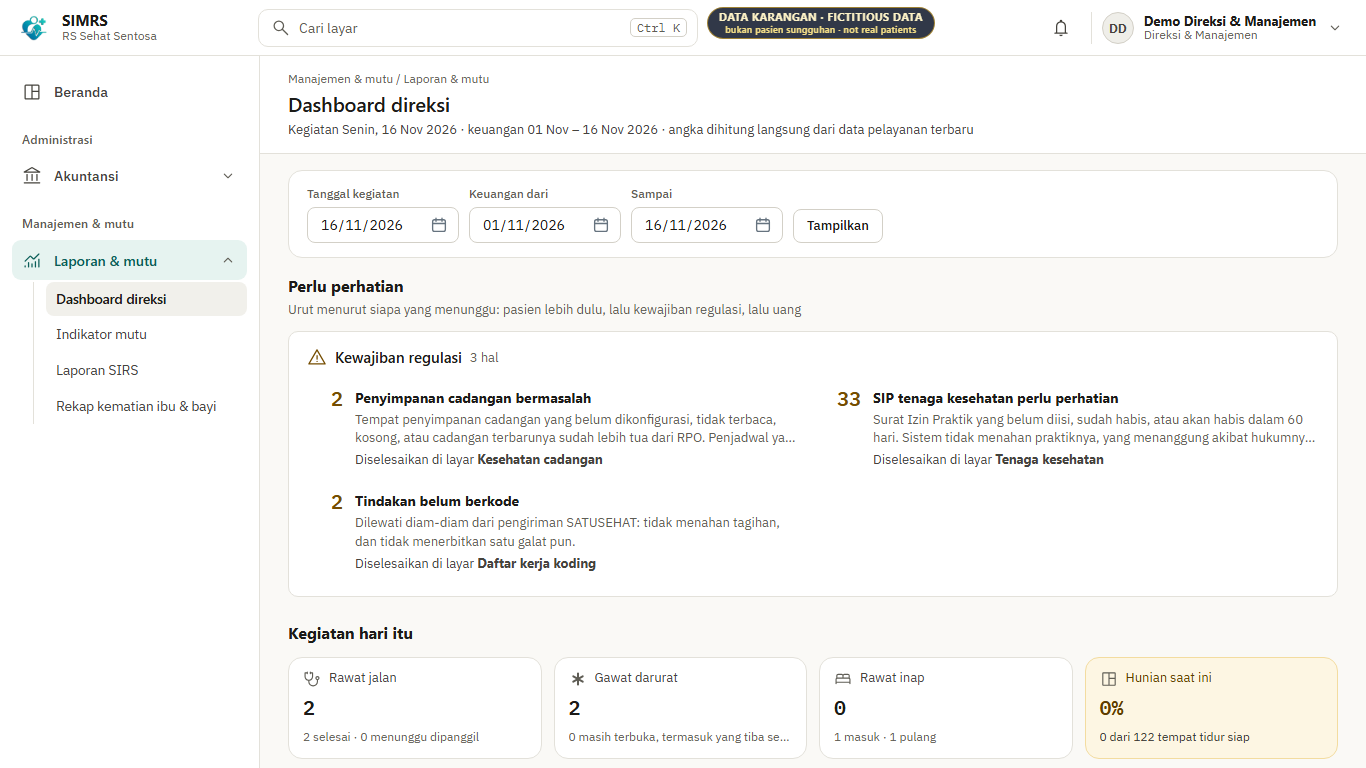 SIMRS
RS Sehat Sentosa
Cari layar
Ctrl K
DATA KARANGAN - FICTITIOUS DATA
bukan pasien sungguhan - not real patients
DD
Demo Direksi & Manajemen
Direksi & Manajemen
Beranda
Administrasi
Akuntansi
Manajemen & mutu
Laporan & mutu
Dashboard direksi
Indikator mutu
Laporan SIRS
Rekap kematian ibu & bayi
Manajemen & mutu / Laporan & mutu
Dashboard direksi
Kegiatan Senin, 16 Nov 2026 · keuangan 01 Nov – 16 Nov 2026 · angka dihitung langsung dari data pelayanan terbaru
Tanggal kegiatan
16/11/2026
Keuangan dari
01/11/2026
Sampai
16/11/2026
Tampilkan
Perlu perhatian
Urut menurut siapa yang menunggu: pasien lebih dulu, lalu kewajiban regulasi, lalu uang
Kewajiban regulasi 3 hal
2 Penyimpanan cadangan bermasalah
Tempat penyimpanan cadangan yang belum dikonfigurasi, tidak terbaca,
kosong, atau cadangan terbarunya sudah lebih tua dari RPO. Penjadwal ya...
Diselesaikan di layar Kesehatan cadangan
33 SIP tenaga kesehatan perlu perhatian
Surat Izin Praktik yang belum diisi, sudah habis, atau akan habis dalam 60
hari. Sistem tidak menahan praktiknya, yang menanggung akibat hukumny...
Diselesaikan di layar Tenaga kesehatan
2 Tindakan belum berkode
Dilewati diam-diam dari pengiriman SATUSEHAT: tidak menahan tagihan,
dan tidak menerbitkan satu galat pun.
Diselesaikan di layar Daftar kerja koding
Kegiatan hari itu
Rawat jalan
2
2 selesai · 0 menunggu dipanggil
Gawat darurat
2
0 masih terbuka, termasuk yang tiba se...
Rawat inap
0
1 masuk · 1 pulang
Hunian saat ini
0%
0 dari 122 tempat tidur siap